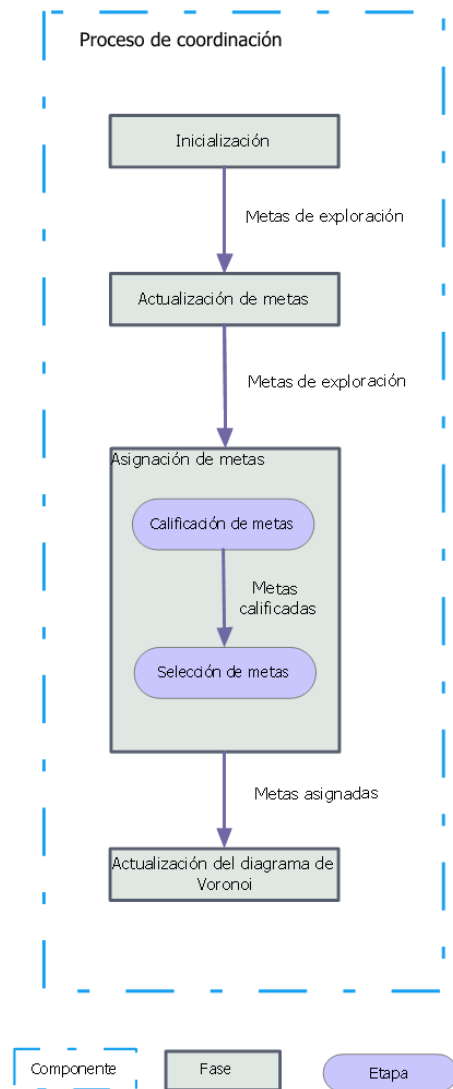 Proceso de coordinación
Inicialización
Metas de exploración
Actualización de metas
Metas de exploración
Asignación de metas
Calificación de metas
Metas
calificadas
Selección de metas
Metas asignadas
Actualización del diagrama de
Voronoi
Componente
Fase
Etapa